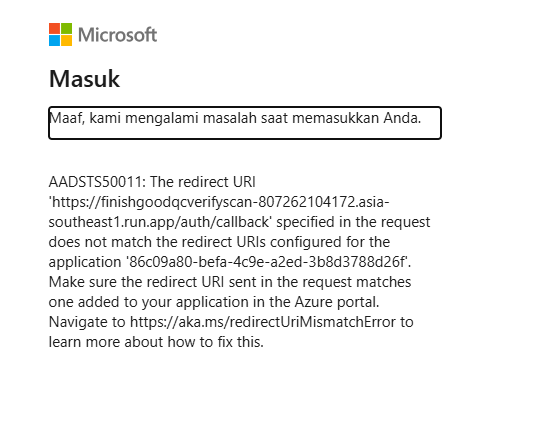 Microsoft
Masuk
Maaf, kami mengalami masalah saat memasukkan Anda.
AADSTS50011: The redirect URI
'https://finishgoodqcverifyscan-807262104172.asia-
southeast1.run.app/auth/callback' specified in the request
does not match the redirect URIs configured for the
application '86c09a80-befa-4c9e-a2ed-3b8d3788d26f'.
Make sure the redirect URI sent in the request matches
one added to your application in the Azure portal.
Navigate to https://aka.ms/redirectUriMismatchError to
learn more about how to fix this.